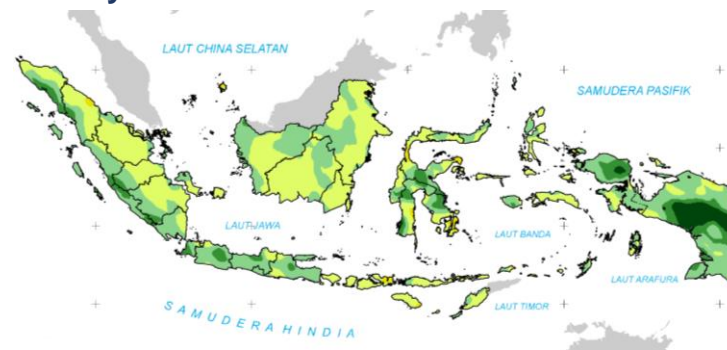 LAUT CHINA SELATAN
SAMUDERA PASIFIK
LAUT JAWA
LAUT BANDA
LAUT ARAFURA
LAUT TIMOR
SAMUDERA HINDIA